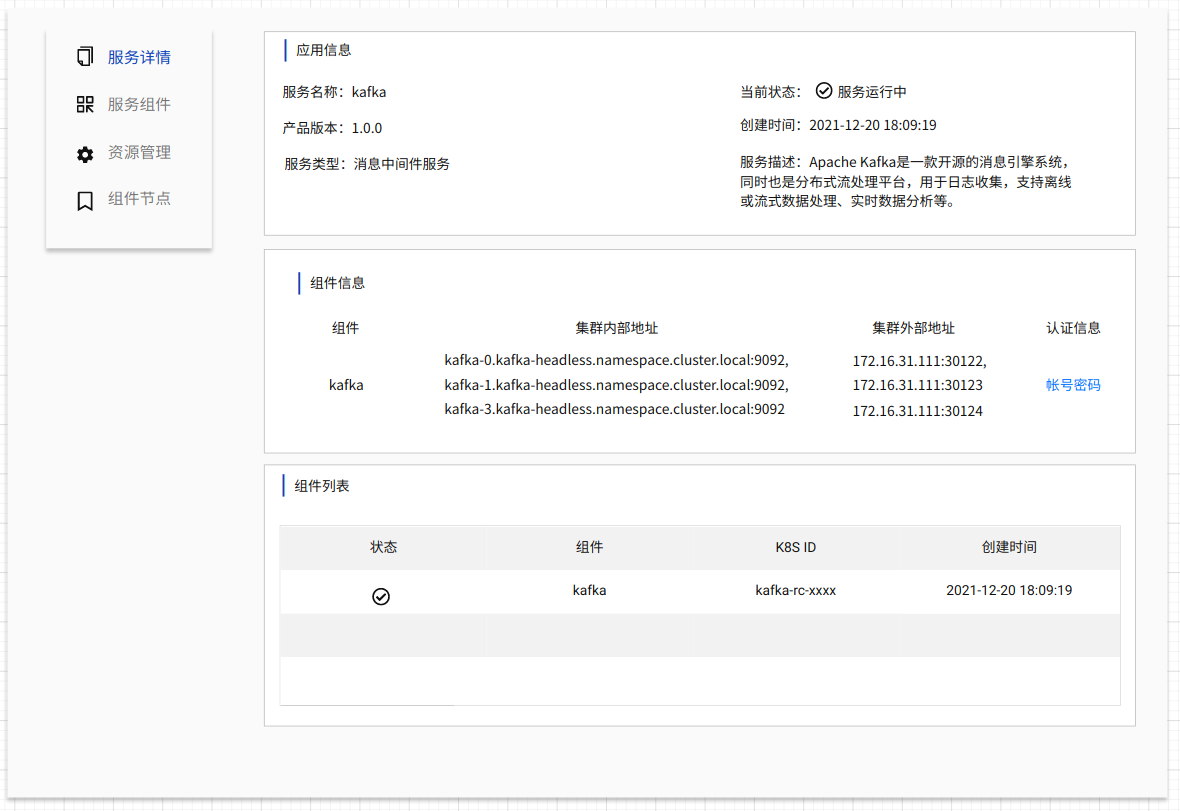 服务详情
服务组件
资源管理
组件节点
应用信息
服务名称：kafka
当前状态： 服务运行中
产品版本：1.0.0
创建时间：2021-12-20 18:09:19
服务类型：消息中间件服务
服务描述：Apache Kafka是一款开源的消息引擎系统，
同时也是分布式流处理平台，用于日志收集，支持离线
或流式数据处理、实时数据分析等。
组件信息
组件 集群内部地址 集群外部地址 认证信息
kafka-0.kafka-headless.namespace.cluster.local:9092, 172.16.31.111:30122,
kafka kafka-1.kafka-headless.namespace.cluster.local:9092, 172.16.31.111:30123 帐号密码
kafka-3.kafka-headless.namespace.cluster.local:9092 172.16.31.111:30124
组件列表
状态 组件 K8S ID 创建时间
kafka kafka-rc-xxxx 2021-12-20 18:09:19